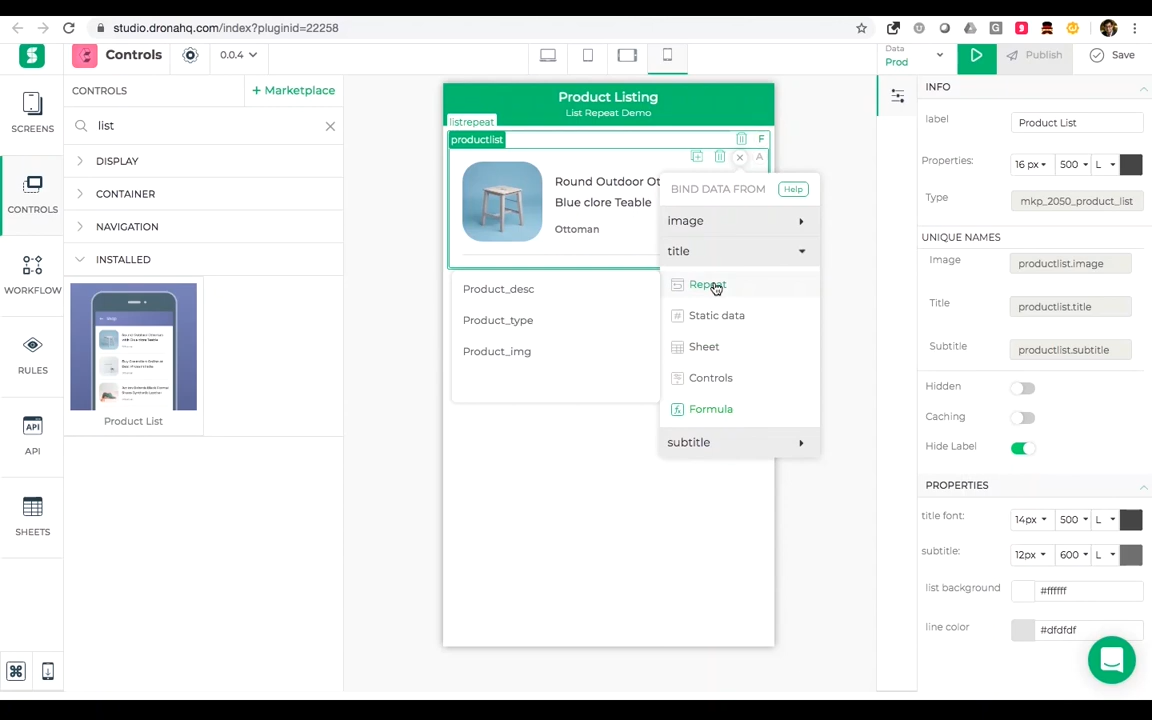 studio.dronahq.com/index?pluginid=22258
Controls
0.0.4
Data
Prod
Publish
Save
SCREENS
CONTROLS
WORKFLOW
RULES
API
API
SHEETS
CONTROLS
+ Marketplace
list
DISPLAY
CONTAINER
NAVIGATION
INSTALLED
Product List
Product Listing
List Repeat Demo
listrepeat
productlist
F
A
Round Outdoor Ot
Blue clore Teable
Ottoman
Product_desc
Product_type
Product_img
BIND DATA FROM
Help
image
title
Repeat
Static data
Sheet
Controls
Formula
subtitle
INFO
label
Product List
Properties:
16 px
500
L
Type
mkp_2050_product_list
UNIQUE NAMES
Image
productlist.image
Title
productlist.title
Subtitle
productlist.subtitle
Hidden
Caching
Hide Label
PROPERTIES
title font:
14px
500
L
subtitle:
12px
600
L
list background
#ffffff
line color
#dfdfdf